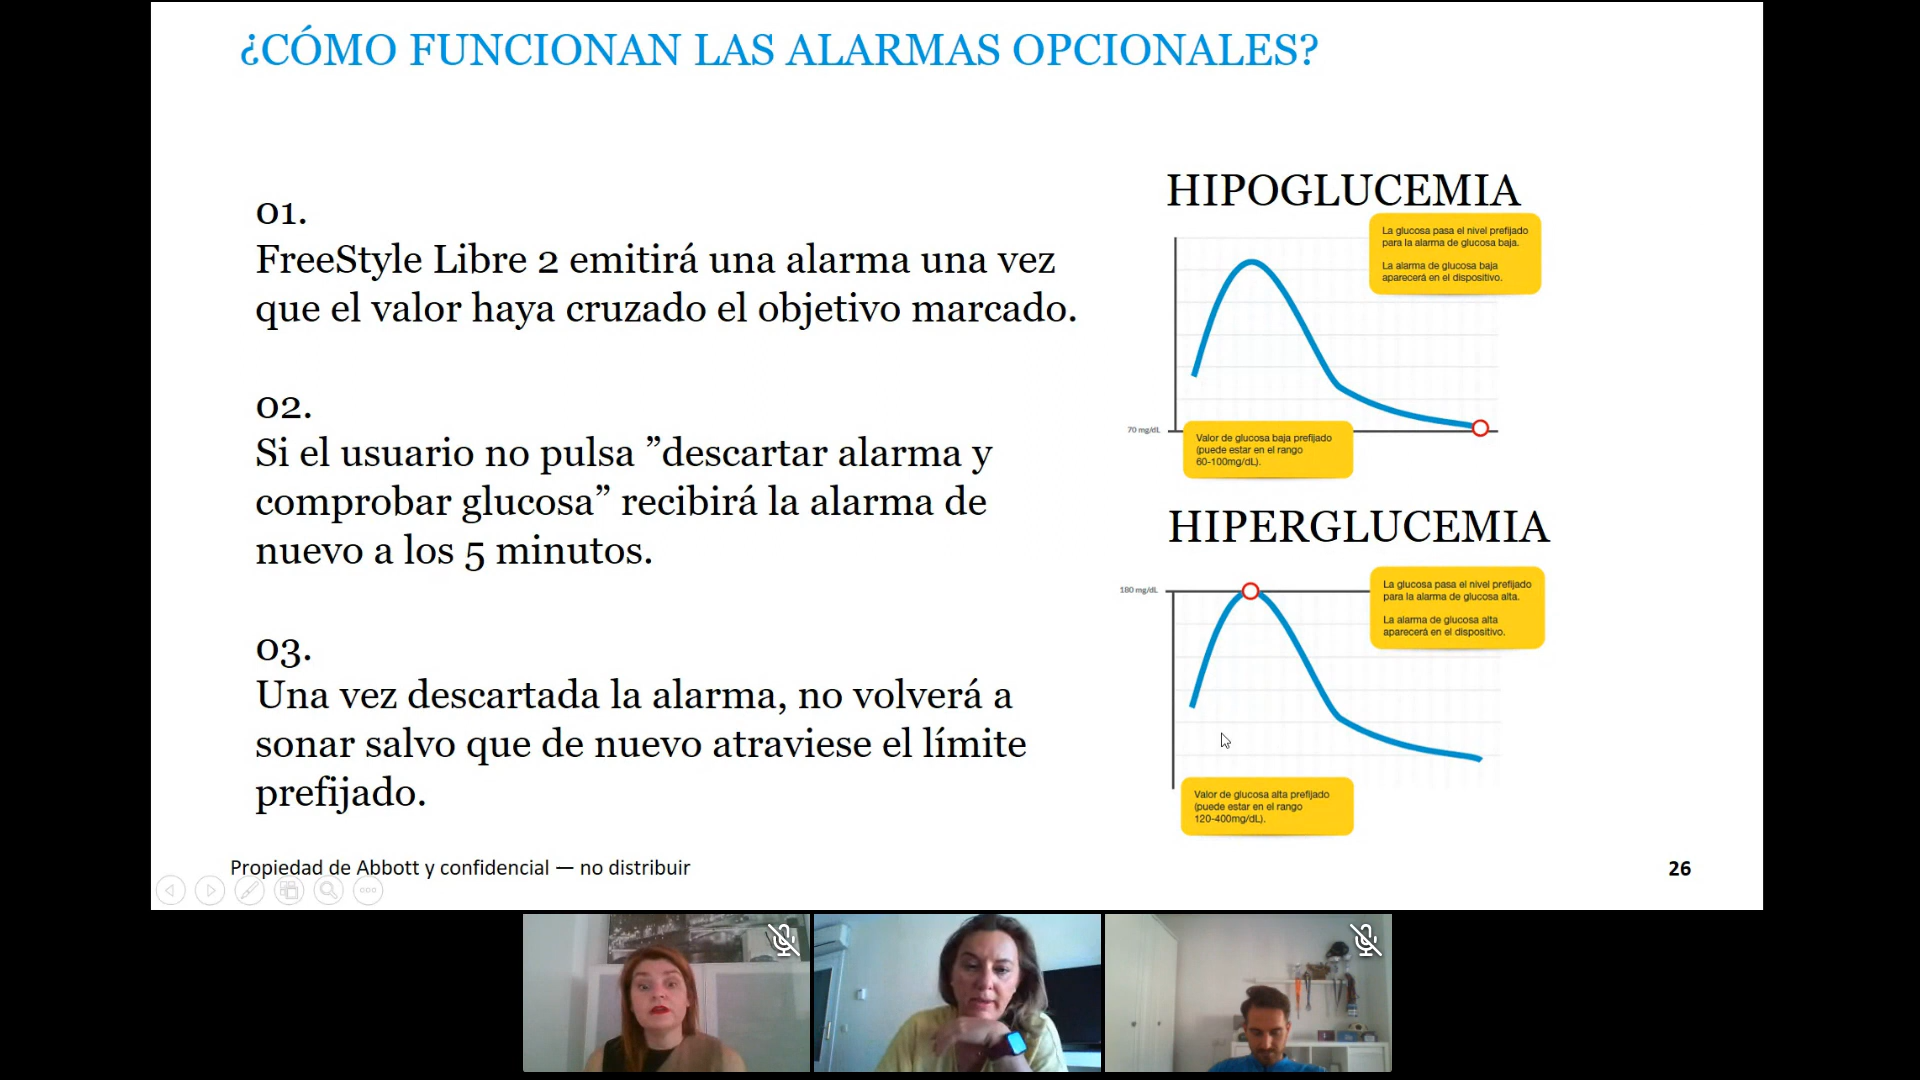 ¿CÓMO FUNCIONAN LAS ALARMAS OPCIONALES?
01.
FreeStyle Libre 2 emitirá una alarma una vez
que el valor haya cruzado el objetivo marcado.
02.
Si el usuario no pulsa ”descartar alarma y
comprobar glucosa” recibirá la alarma de
nuevo a los 5 minutos.
03.
Una vez descartada la alarma, no volverá a
sonar salvo que de nuevo atraviese el límite
prefijado.
HIPOGLUCEMIA
La glucosa pasa el nivel prefijado
para la alarma de glucosa baja.
La alarma de glucosa baja
aparecerá en el dispositivo.
70 mg/dL
Valor de glucosa baja prefijado
(puede estar en el rango
60-100mg/dL).
HIPERGLUCEMIA
180 mg/dL
La glucosa pasa el nivel prefijado
para la alarma de glucosa alta.
La alarma de glucosa alta
aparecerá en el dispositivo.
Valor de glucosa alta prefijado
(puede estar en el rango
120-400mg/dL).
Propiedad de Abbott y confidencial — no distribuir
26